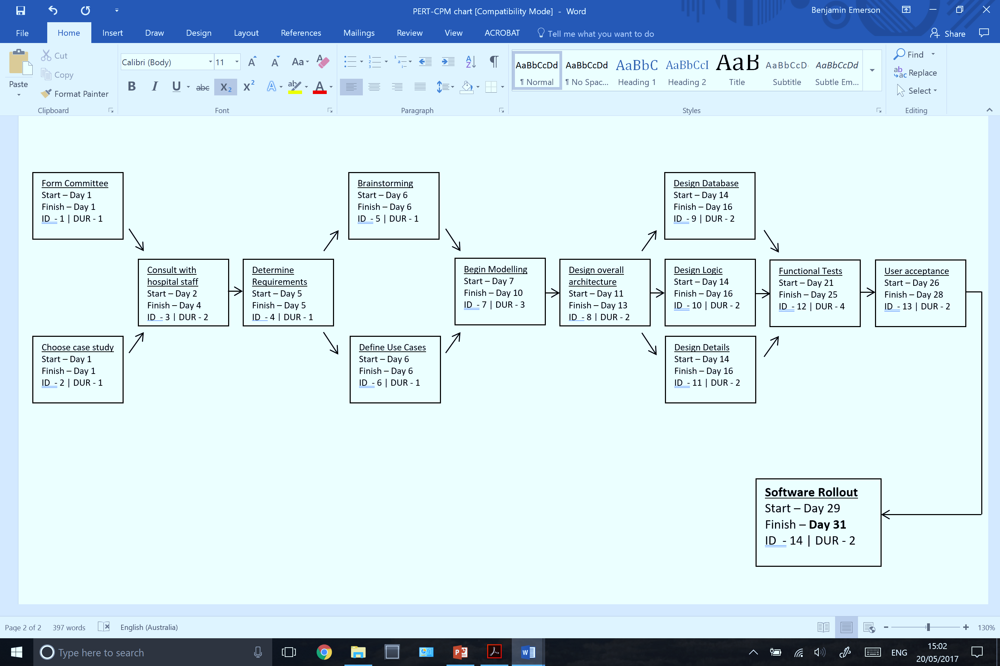 PERT-CPM chart [Compatibility Mode] - Word
Benjamin Emerson
File Home Insert Draw Design Layout References Mailings Review View ACROBAT Tell me what you want to do
Share
Paste
Cut
Copy
Format Painter
Clipboard
Calibri (Body) 11
Font
Paragraph
AaBbCcDd AaBbCcDd AaBbC AaBbCcI AaB AaBbCcD AaBbCcDd
¶ Normal ¶ No Spac... Heading 1 Heading 2 Title Subtitle Subtle Em...
Styles
Find
Replace
Select
Editing
Form Committee
Start – Day 1
Finish – Day 1
ID - 1 | DUR - 1
Choose case study
Start – Day 1
Finish – Day 1
ID - 2 | DUR - 1
Consult with
hospital staff
Start – Day 2
Finish – Day 4
ID - 3 | DUR - 2
Determine
Requirements
Start – Day 5
Finish – Day 5
ID - 4 | DUR - 1
Brainstorming
Start – Day 6
Finish – Day 6
ID - 5 | DUR - 1
Define Use Cases
Start – Day 6
Finish – Day 6
ID - 6 | DUR - 1
Begin Modelling
Start – Day 7
Finish – Day 10
ID - 7 | DUR - 3
Design overall
architecture
Start – Day 11
Finish – Day 13
ID - 8 | DUR - 2
Design Database
Start – Day 14
Finish – Day 16
ID - 9 | DUR - 2
Design Logic
Start – Day 14
Finish – Day 16
ID - 10 | DUR - 2
Design Details
Start – Day 14
Finish – Day 16
ID - 11 | DUR - 2
Functional Tests
Start – Day 21
Finish – Day 25
ID - 12 | DUR - 4
User acceptance
Start – Day 26
Finish – Day 28
ID - 13 | DUR - 2
Software Rollout
Start – Day 29
Finish – Day 31
ID - 14 | DUR - 2
Page 2 of 2 397 words English (Australia)
130%
Type here to search
ENG
15:02
20/05/2017